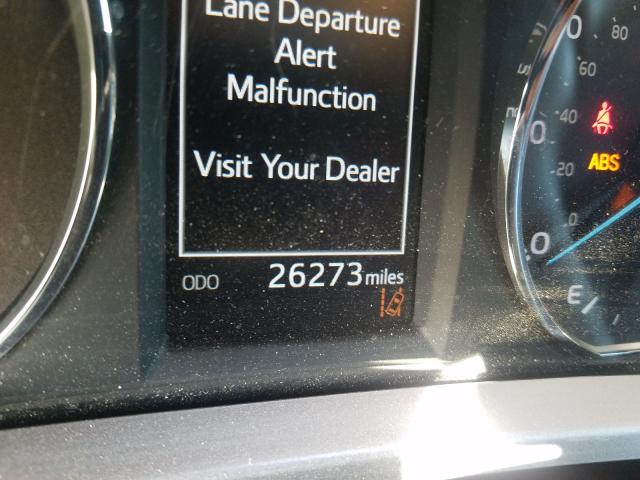 Lane Departure
Alert
Malfunction
Visit Your Dealer
ODO 26273 miles
80
60
40
20
0
ABS
E